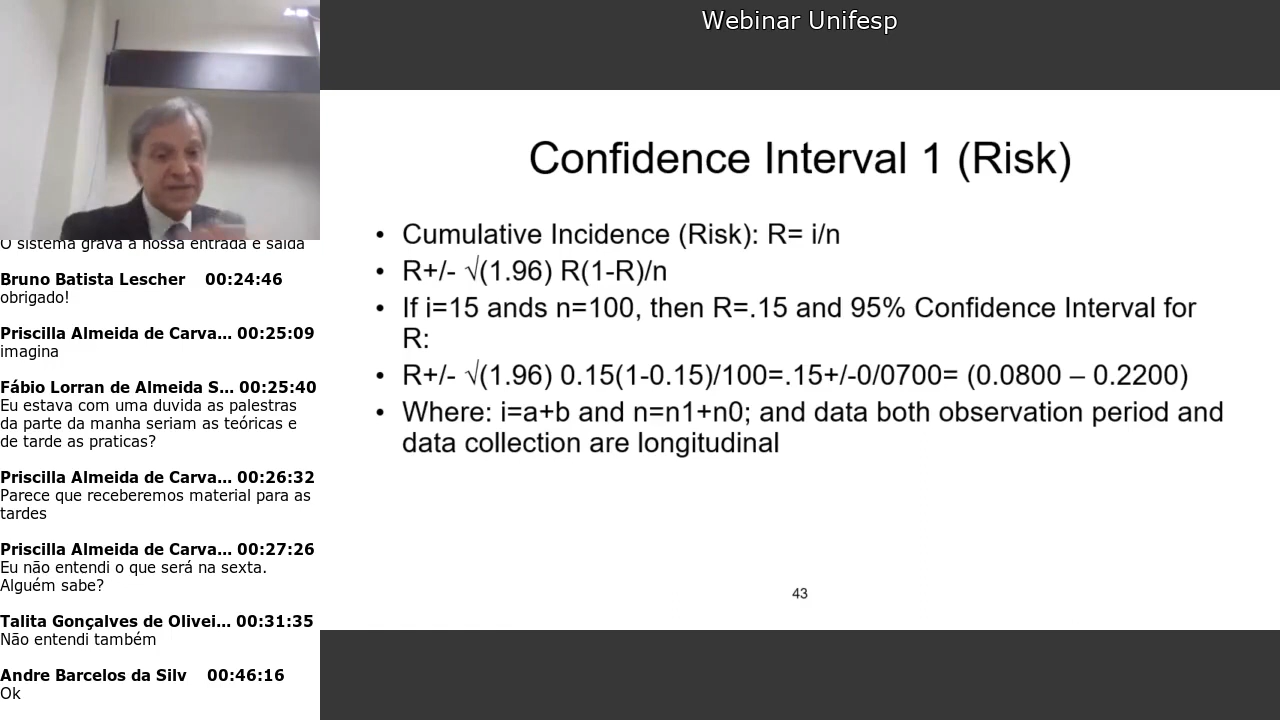 Webinar Unifesp
Confidence Interval 1 (Risk)
• Cumulative Incidence (Risk): R= i/n
• R+/- √(1.96) R(1-R)/n
• If i=15 ands n=100, then R=.15 and 95% Confidence Interval for
R:
• R+/- √(1.96) 0.15(1-0.15)/100=.15+/-0/0700= (0.0800 – 0.2200)
• Where: i=a+b and n=n1+n0; and data both observation period and
data collection are longitudinal
43
O sistema grava a nossa entrada e saída
Bruno Batista Lescher 00:24:46
obrigado!
Priscilla Almeida de Carva... 00:25:09
imagina
Fábio Lorran de Almeida S... 00:25:40
Eu estava com uma duvida as palestras
da parte da manha seriam as teóricas e
de tarde as praticas?
Priscilla Almeida de Carva... 00:26:32
Parece que receberemos material para as
tardes
Priscilla Almeida de Carva... 00:27:26
Eu não entendi o que será na sexta.
Alguém sabe?
Talita Gonçalves de Olivei... 00:31:35
Não entendi também
Andre Barcelos da Silv 00:46:16
Ok